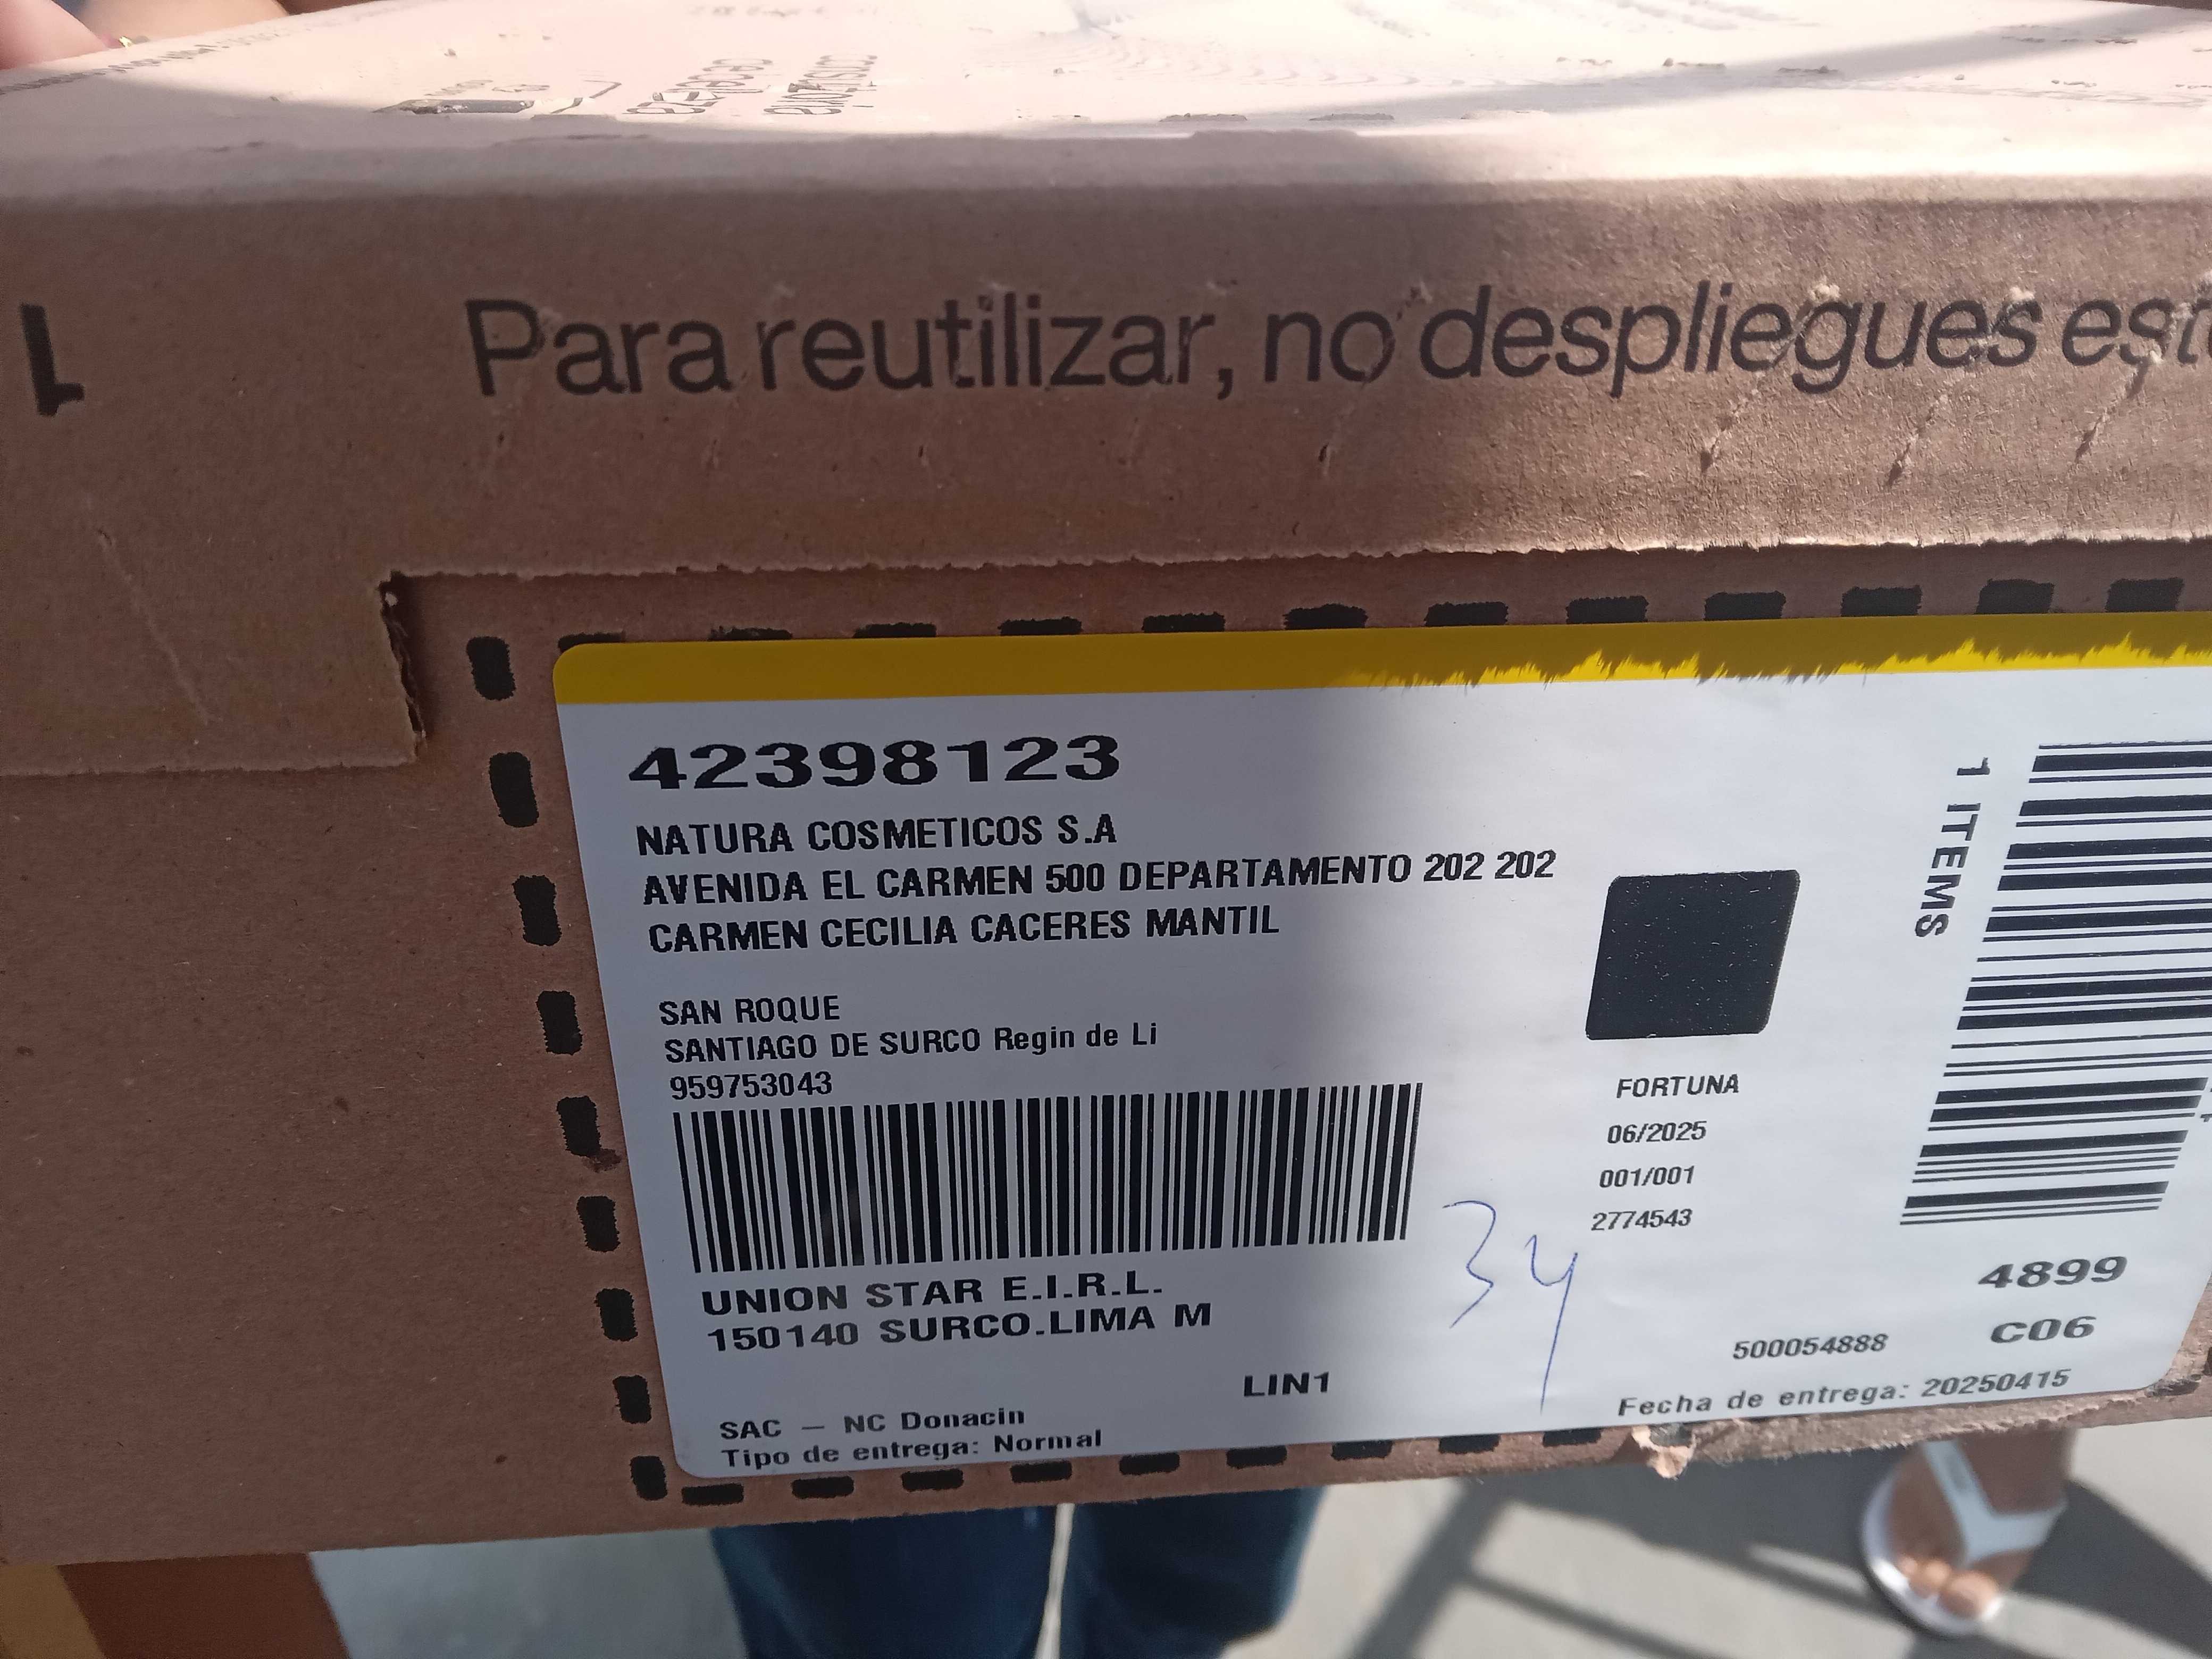 1
Para reutilizar, no despliegues
42398123
NATURA COSMETICOS S.A
AVENIDA EL CARMEN 500 DEPARTAMENTO 202 202
CARMEN CECILIA CACERES MANTIL
SAN ROQUE
SANTIAGO DE SURCO Regin de Li
959753043
1 ITEMS
FORTUNA
06/2025
001/001
2774543
34
UNION STAR E.I.R.L.
150140 SURCO.LIMA M
4899
C06
500054888
LIN1
Fecha de entrega: 20250415
SAC – NC Donacin
Tipo de entrega: Normal